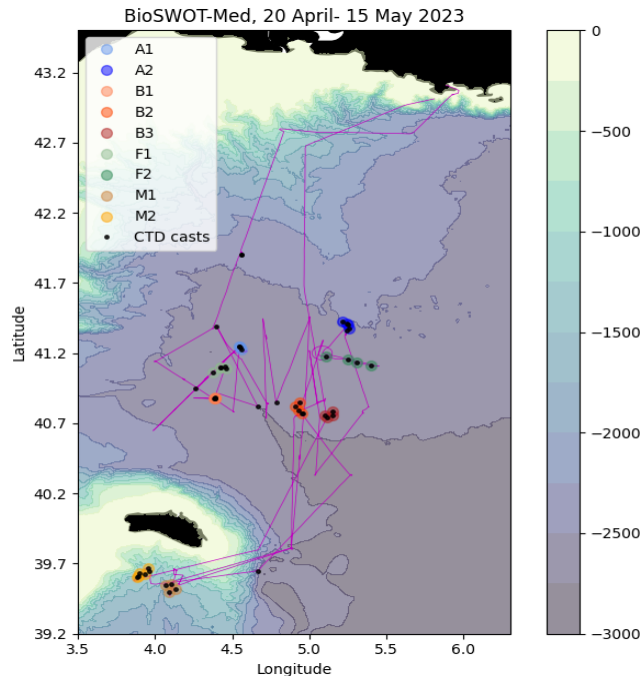 BioSWOT-Med, 20 April- 15 May 2023
A1
A2
B1
B2
B3
F1
F2
M1
M2
CTD casts
43.2
42.7
42.2
41.7
41.2
40.7
40.2
39.7
39.2
Latitude
3.5 4.0 4.5 5.0 5.5 6.0
Longitude
0
−500
−1000
−1500
−2000
−2500
−3000